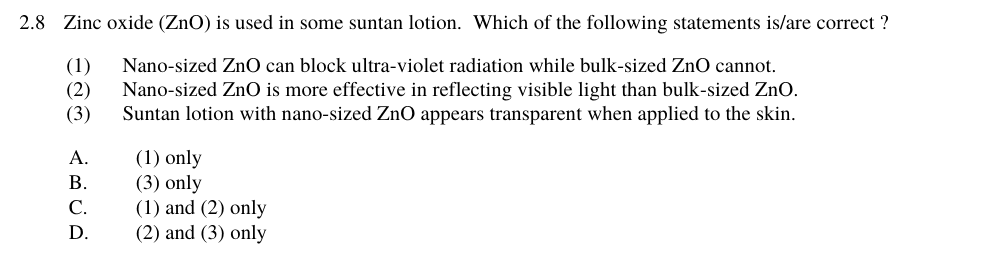 2.8 Zinc oxide (ZnO) is used in some suntan lotion. Which of the following statements is/are correct ?
(1) Nano-sized ZnO can block ultra-violet radiation while bulk-sized ZnO cannot.
(2) Nano-sized ZnO is more effective in reflecting visible light than bulk-sized ZnO.
(3) Suntan lotion with nano-sized ZnO appears transparent when applied to the skin.
A. (1) only
B. (3) only
C. (1) and (2) only
D. (2) and (3) only